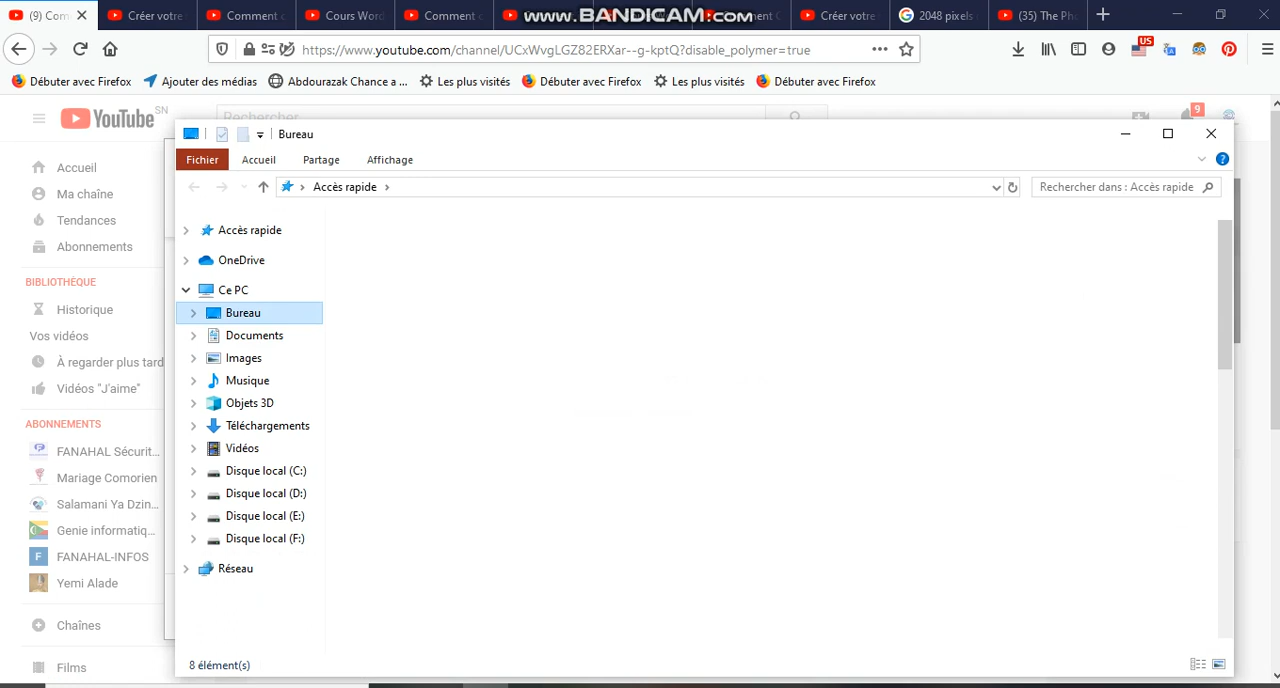 (9) Com
Créer votre
Comment c
Cours Word
Comment c
www.BANDICAM.com
Créer votre
2048 pixels
(35) The Ph
https://www.youtube.com/channel/UCxWvgLGZ82ERXar--g-kptQ?disable_polymer=true
US
Débuter avec Firefox
Ajouter des médias
Abdourazak Chance a ...
Les plus visités
Débuter avec Firefox
Les plus visités
Débuter avec Firefox
YouTube SN
Rechercher
9
Accueil
Ma chaîne
Tendances
Abonnements
BIBLIOTHÈQUE
Historique
Vos vidéos
À regarder plus tard
Vidéos "J'aime"
ABONNEMENTS
FANAHAL Sécurit...
Mariage Comorien
Salamani Ya Dzin...
Genie informatiq...
F FANAHAL-INFOS
Yemi Alade
Chaînes
Films
Bureau
Fichier
Accueil
Partage
Affichage
Accès rapide
Rechercher dans : Accès rapide
Accès rapide
OneDrive
Ce PC
Bureau
Documents
Images
Musique
Objets 3D
Téléchargements
Vidéos
Disque local (C:)
Disque local (D:)
Disque local (E:)
Disque local (F:)
Réseau
8 élément(s)